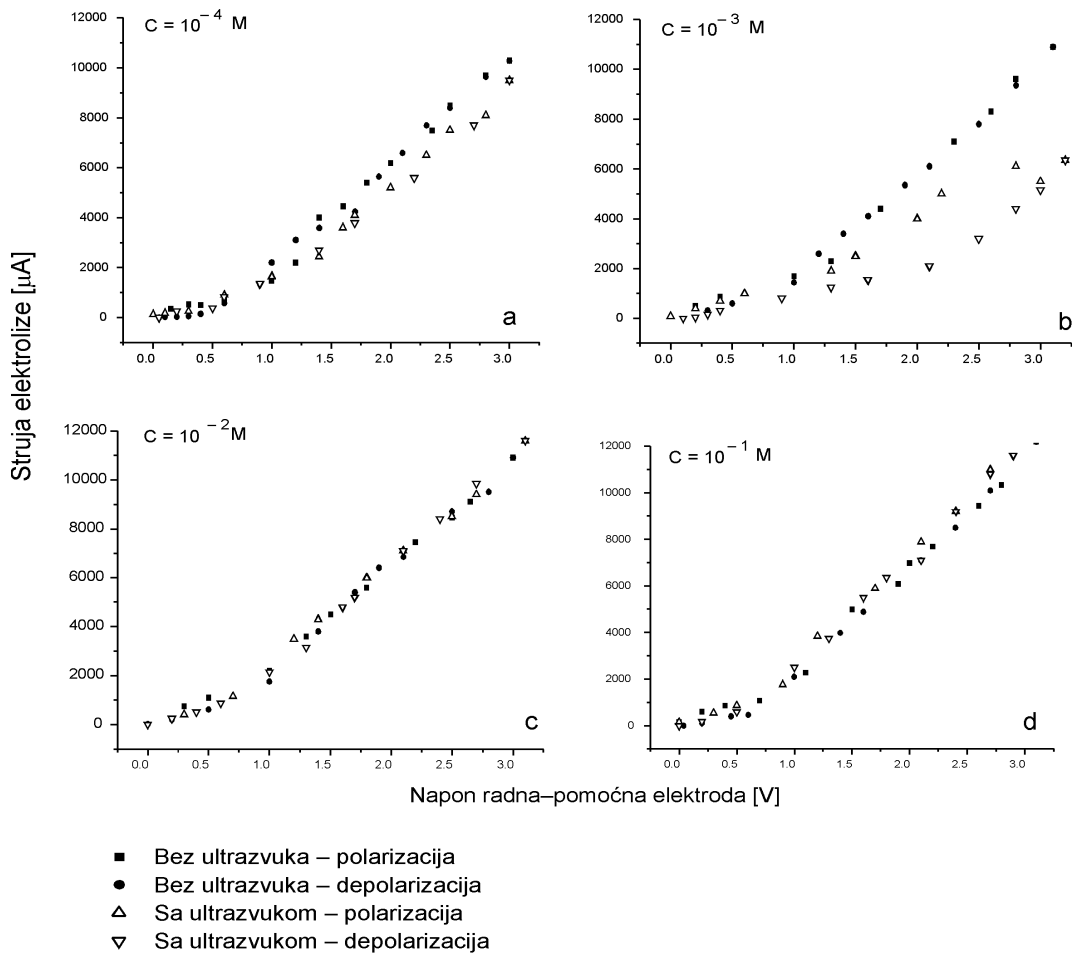 C = 10⁻⁴ M
12000
10000
8000
6000
4000
2000
0
0.0 0.5 1.0 1.5 2.0 2.5 3.0
a
C = 10⁻³ M
12000
10000
8000
6000
4000
2000
0
0.0 0.5 1.0 1.5 2.0 2.5 3.0
b
Struja elektrolize [µA]
C = 10⁻² M
12000
10000
8000
6000
4000
2000
0
0.0 0.5 1.0 1.5 2.0 2.5 3.0
c
C = 10⁻¹ M
12000
10000
8000
6000
4000
2000
0
0.0 0.5 1.0 1.5 2.0 2.5 3.0
d
Napon radna–pomoćna elektroda [V]
Bez ultrazvuka – polarizacija
Bez ultrazvuka – depolarizacija
Sa ultrazvukom – polarizacija
Sa ultrazvukom – depolarizacija